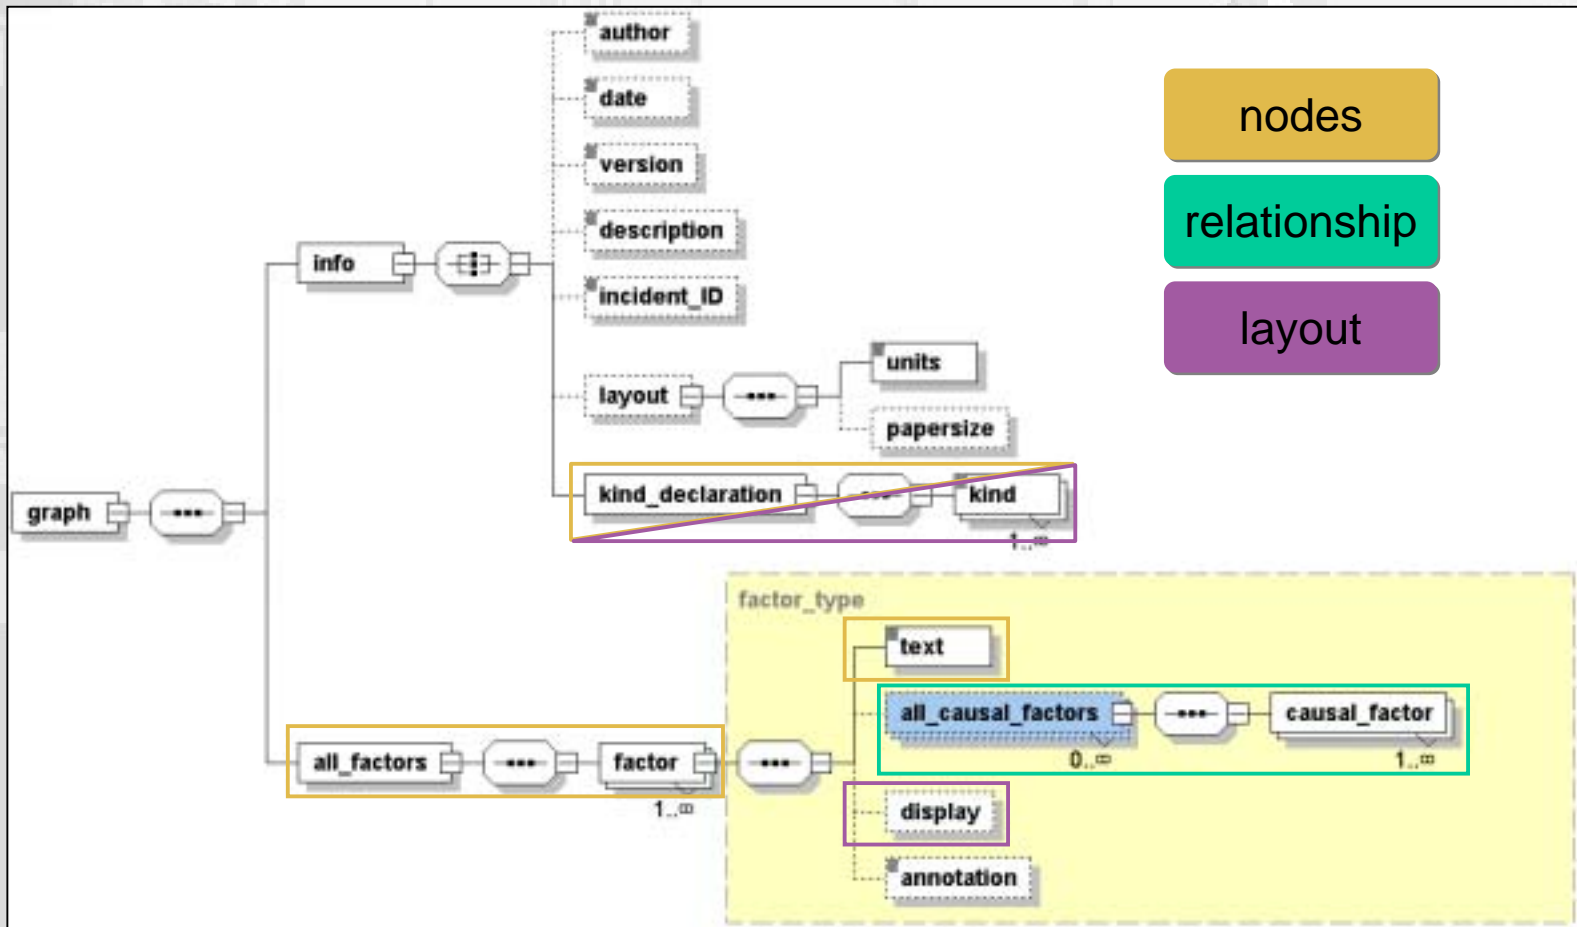 author
date
version
description
incident_ID
info
layout
units
papersize
kind_declaration
kind
1..∞
graph
factor_type
text
all_causal_factors
causal_factor
0..∞
1..∞
all_factors
factor
1..∞
display
annotation
nodes
relationship
layout